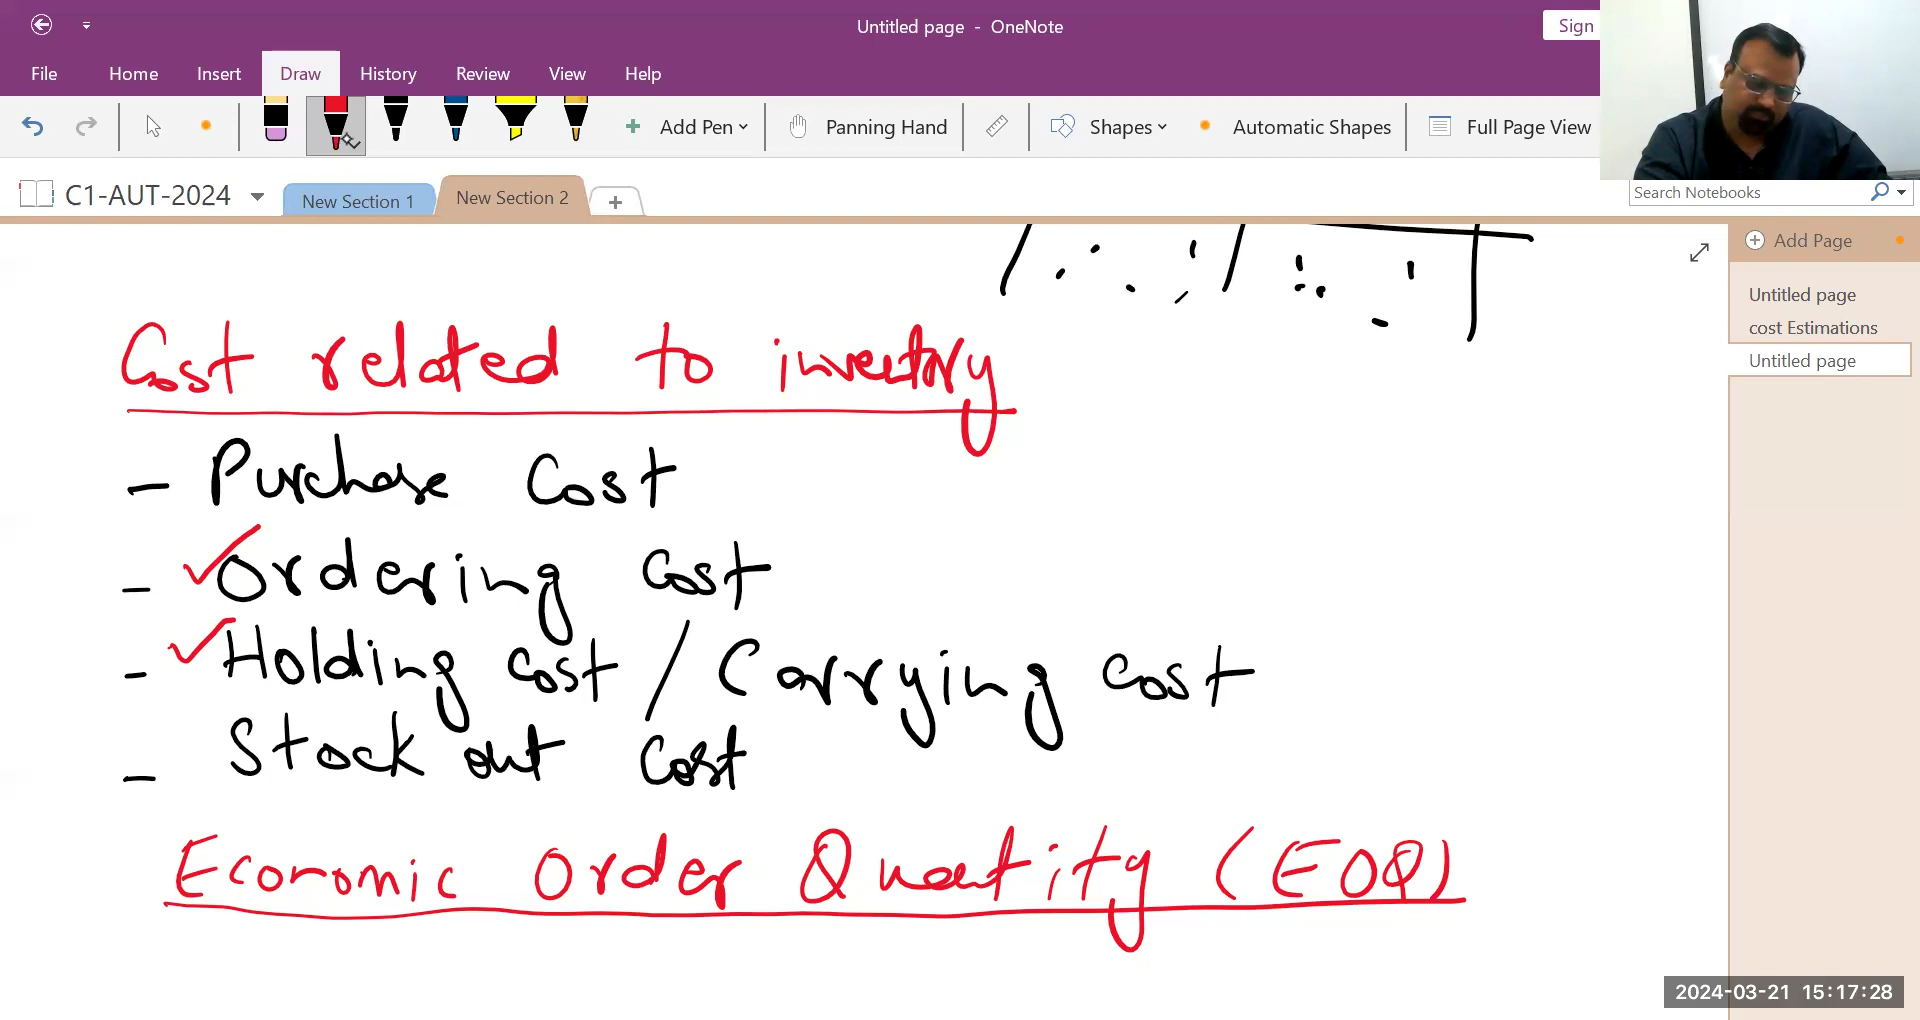 Untitled page - OneNote
Sign
File Home Insert Draw History Review View Help
Add Pen Panning Hand Shapes Automatic Shapes Full Page View
C1-AUT-2024 New Section 1 New Section 2
Search Notebooks
Add Page
Untitled page
cost Estimations
Untitled page
Cost related to inventory
- Purchase Cost
- Ordering cost
- Holding cost / Carrying cost
- Stock out cost
Economic Order Quantity (EOQ)
2024-03-21 15:17:28